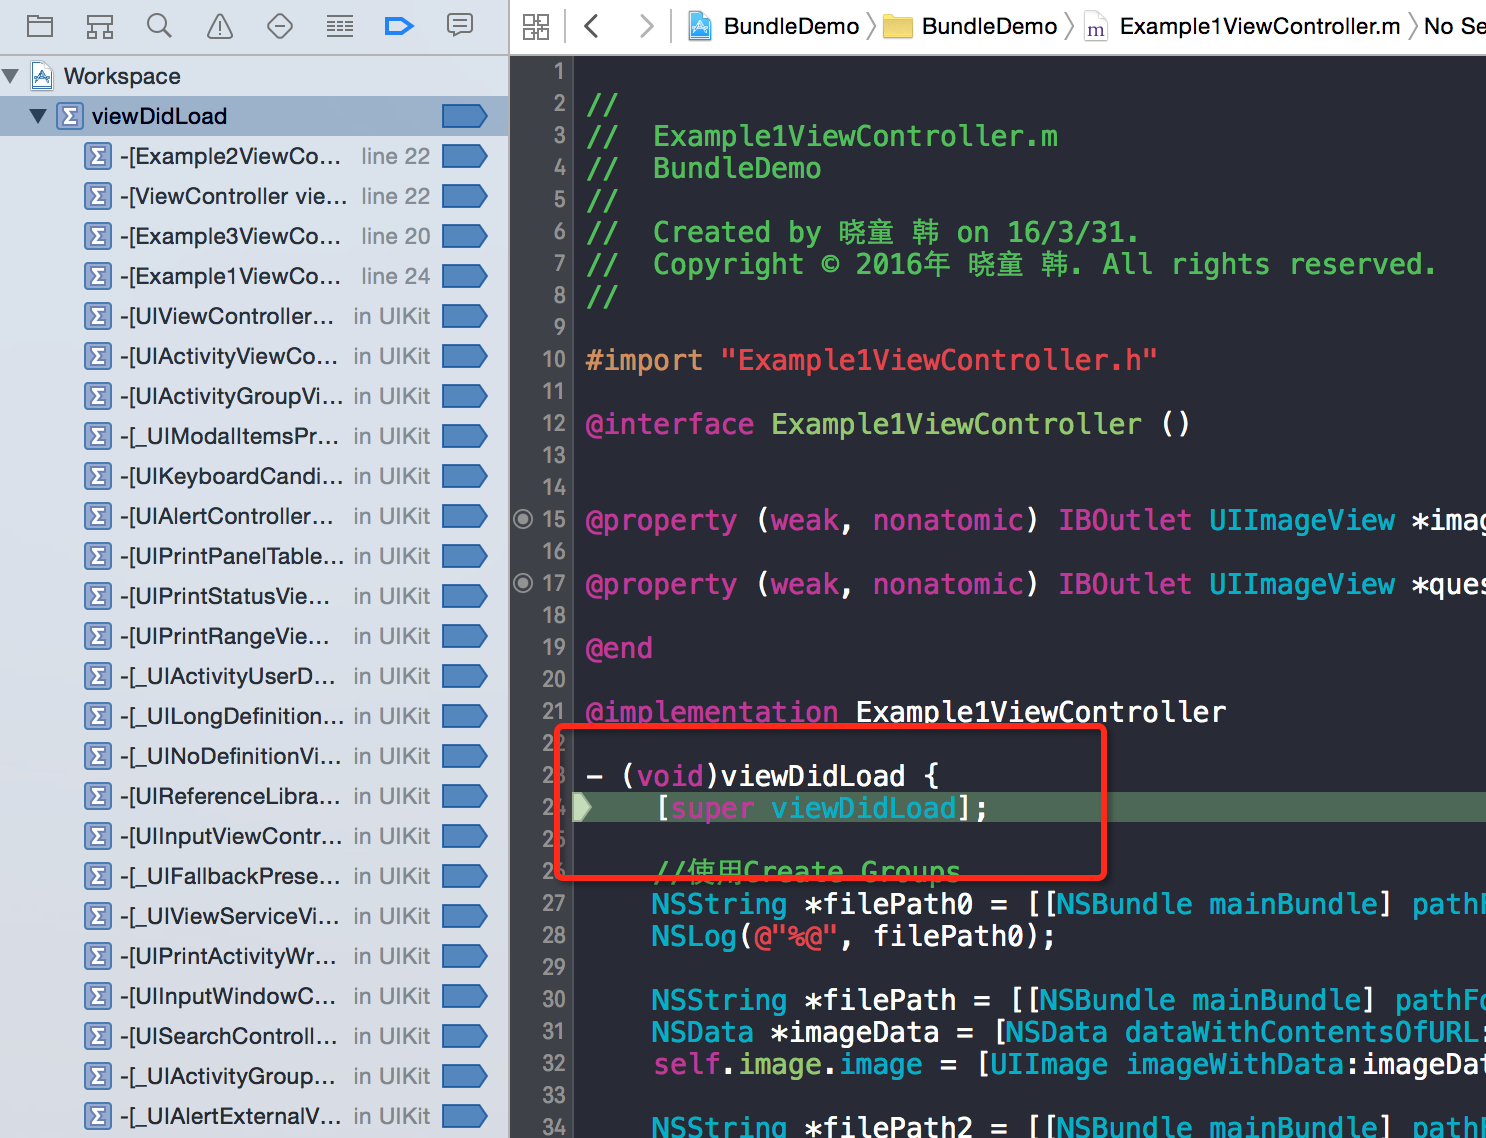 BundleDemo BundleDemo m Example1ViewController.m No Se
Workspace
viewDidLoad
-[Example2ViewCo... line 22
-[ViewController vie... line 22
-[Example3ViewCo... line 20
-[Example1ViewCo... line 24
-[UIViewController... in UIKit
-[UIActivityViewCo... in UIKit
-[UIActivityGroupVi... in UIKit
-[_UIModalItemsPr... in UIKit
-[UIKeyboardCandi... in UIKit
-[UIAlertController... in UIKit
-[UIPrintPanelTable... in UIKit
-[UIPrintStatusVie... in UIKit
-[UIPrintRangeVie... in UIKit
-[_UIActivityUserD... in UIKit
-[_UILongDefinition... in UIKit
-[_UINoDefinitionVi... in UIKit
-[UIReferenceLibra... in UIKit
-[UIInputViewContr... in UIKit
-[_UIFallbackPrese... in UIKit
-[_UIViewServiceVi... in UIKit
-[UIPrintActivityWr... in UIKit
-[UIInputWindowC... in UIKit
-[UISearchControll... in UIKit
-[_UIActivityGroup... in UIKit
-[_UIAlertExternalV... in UIKit
1
2 //
3 //  Example1ViewController.m
4 //  BundleDemo
5 //
6 //  Created by 晓童 韩 on 16/3/31.
7 //  Copyright © 2016年 晓童 韩. All rights reserved.
8 //
9
10 #import "Example1ViewController.h"
11
12 @interface Example1ViewController ()
13
14
15 @property (weak, nonatomic) IBOutlet UIImageView *imag
16
17 @property (weak, nonatomic) IBOutlet UIImageView *ques
18
19 @end
20
21 @implementation Example1ViewController
22
23 - (void)viewDidLoad {
24     [super viewDidLoad];
25
26     //使用Create Groups
27     NSString *filePath0 = [[NSBundle mainBundle] pathF
28     NSLog(@"%@", filePath0);
29
30     NSString *filePath = [[NSBundle mainBundle] pathFo
31     NSData *imageData = [NSData dataWithContentsOfURL:
32     self.image.image = [UIImage imageWithData:imageDat
33
34     NSString *filePath2 = [[NSBundle mainBundle] pathF